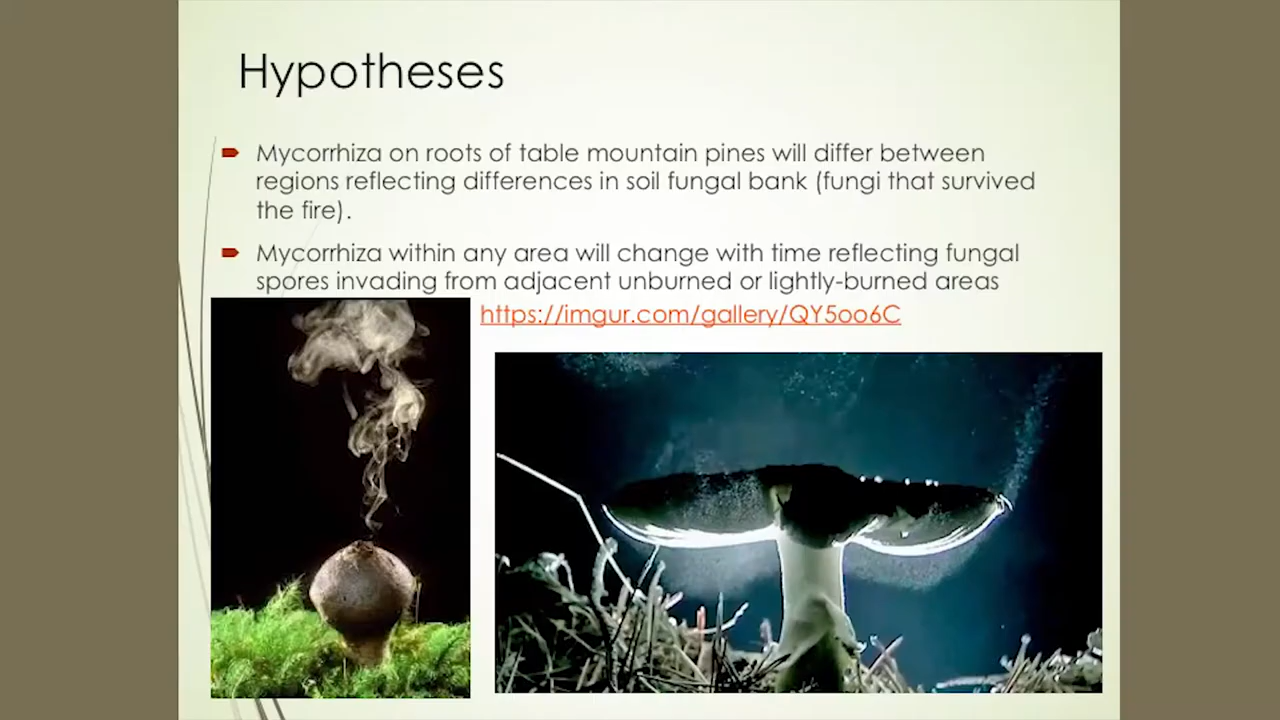 Hypotheses
Mycorrhiza on roots of table mountain pines will differ between
regions reflecting differences in soil fungal bank (fungi that survived
the fire).
Mycorrhiza within any area will change with time reflecting fungal
spores invading from adjacent unburned or lightly-burned areas
https://imgur.com/gallery/QY5oo6C